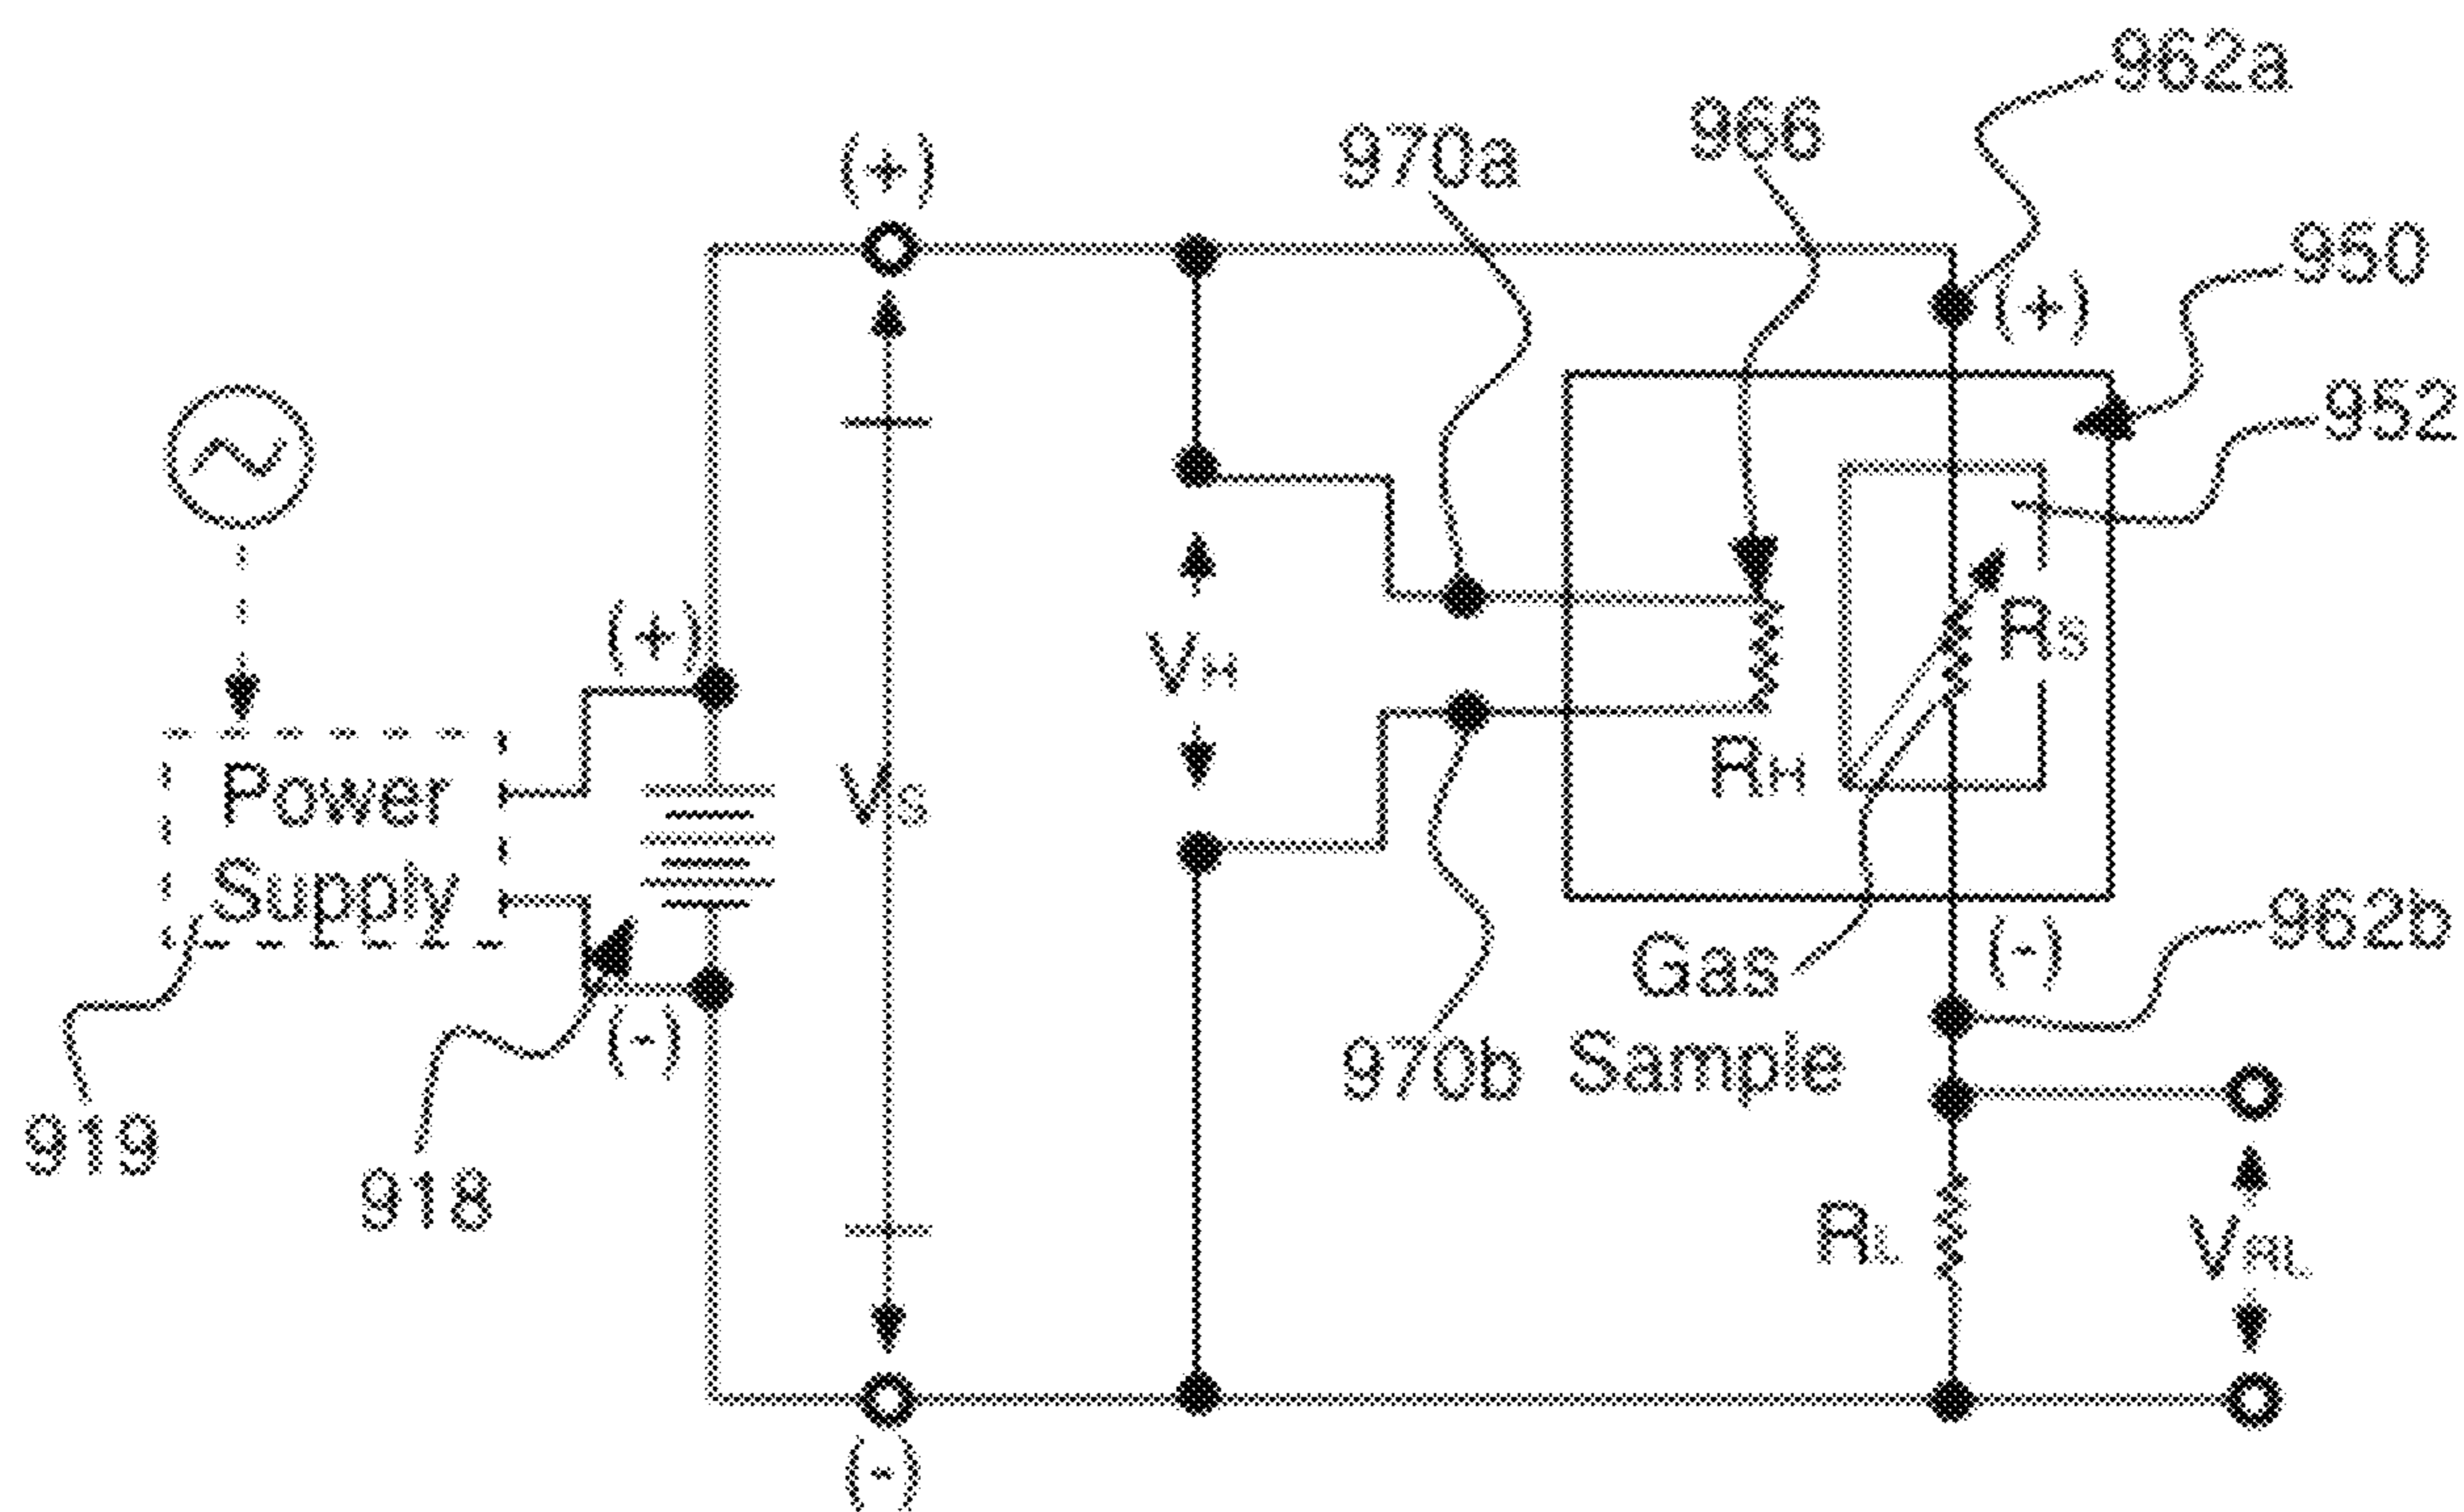 962a
966
970a
(+)
950
(+)
952
(+)
RS
VH
Power
Supply
VS
RH
962b
(-)
Gas
Sample
(-)
970b
919
918
RL
VRL
(-)